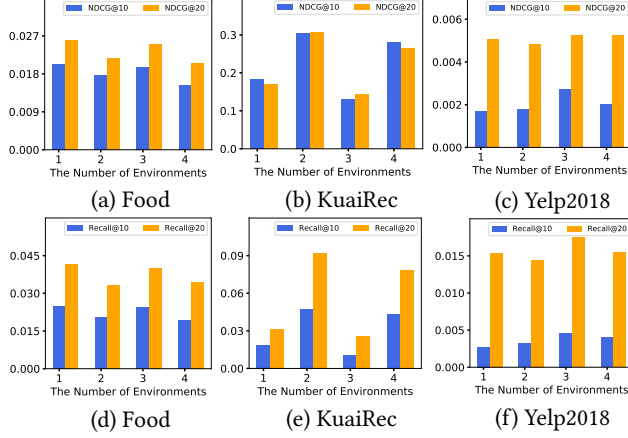 NDCG@10 NDCG@20
0.027
0.018
0.009
0.000
1 2 3 4
The Number of Environments
(a) Food
NDCG@10 NDCG@20
0.3
0.2
0.1
0.0
1 2 3 4
The Number of Environments
(b) KuaiRec
NDCG@10 NDCG@20
0.006
0.004
0.002
0.000
1 2 3 4
The Number of Environments
(c) Yelp2018
Recall@10 Recall@20
0.045
0.030
0.015
0.000
1 2 3 4
The Number of Environments
(d) Food
Recall@10 Recall@20
0.09
0.06
0.03
0.00
1 2 3 4
The Number of Environments
(e) KuaiRec
Recall@10 Recall@20
0.015
0.010
0.005
0.000
1 2 3 4
The Number of Environments
(f) Yelp2018